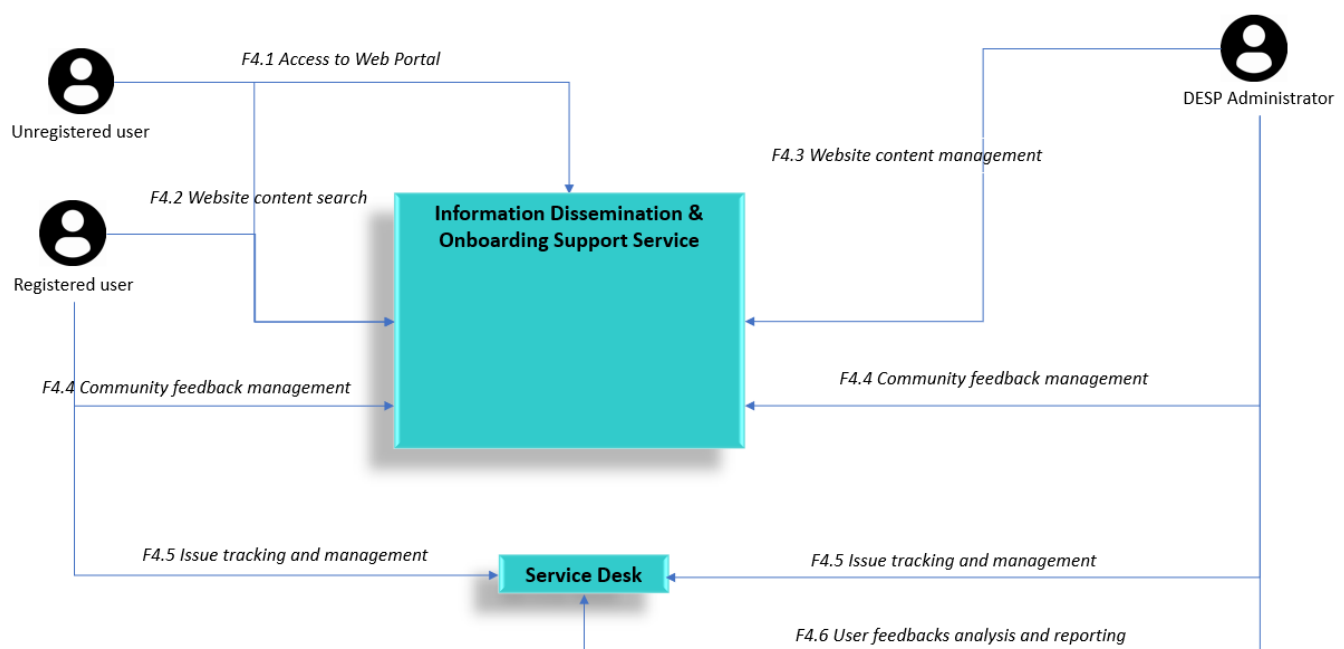 F4.1 Access to Web Portal
Unregistered user
DESP Administrator
F4.3 Website content management
F4.2 Website content search
Information Dissemination &
Onboarding Support Service
Registered user
F4.4 Community feedback management
F4.4 Community feedback management
F4.5 Issue tracking and management
Service Desk
F4.5 Issue tracking and management
F4.6 User feedbacks analysis and reporting